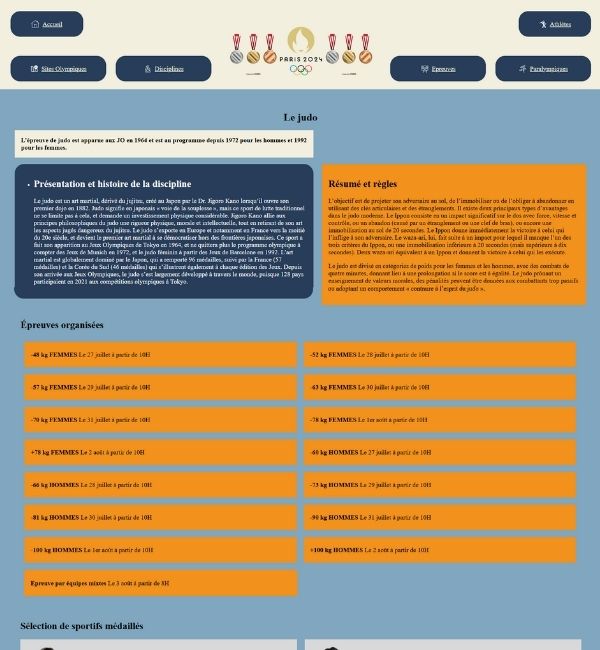 Accueil
Athlètes
Sites Olympiques
Disciplines
PARIS 2024
Epreuves
Paralympiques
Le judo
L'épreuve de judo est apparue aux JO en 1964 et est au programme depuis 1972 pour les hommes et 1992
pour les femmes.
Présentation et histoire de la discipline
Le judo est un art martial, dérivé du jujitsu, créé au Japon par le Dr. Jigoro Kano lorsqu'il ouvre son
premier dojo en 1882. Judo signifie en japonais « voie de la souplesse », mais ce sport de lutte traditionnel
ne se limite pas à cela, et demande un investissement physique considérable. Jigoro Kano allie aux
principes philosophiques du judo une rigueur physique, morale et intellectuelle, tout en retirant de son art
les aspects jugés dangereux du jujitsu. Le judo s'exporte en Europe et notamment en France vers la moitié
du 20e siècle, et devient le premier art martial à se démocratiser hors des frontières japonaises. Ce sport a
fait son apparition aux Jeux Olympiques de Tokyo en 1964, et ne quittera plus le programme olympique à
compter des Jeux de Munich en 1972, et le judo féminin à partir des Jeux de Barcelone en 1992. L'art
martial est globalement dominé par le Japon, qui a remporté 96 médailles, suivi par la France (57
médailles) et la Corée du Sud (46 médailles) qui s'illustrent également à chaque édition des Jeux. Depuis
son arrivée aux Jeux Olympiques, le judo s'est largement développé à travers le monde, puisque 128 pays
participaient en 2021 aux compétitions olympiques à Tokyo.
Résumé et règles
L'objectif est de projeter son adversaire au sol, de l'immobiliser ou de l'obliger à abandonner en
utilisant des clés articulaires et des étranglements. Il existe deux principaux types d'avantages
dans le judo moderne. Le Ippon consiste en un impact significatif sur le dos avec force, vitesse et
contrôle, ou un abandon (causé par un étranglement ou une clef de bras), ou encore une
immobilisation au sol de 20 secondes. Le Ippon donne immédiatement la victoire à celui qui
l'inflige à son adversaire. Le waza-ari, lui, fait suite à un impact pour lequel il manque l'un des
trois critères du Ippon, ou une immobilisation inférieure à 20 secondes (mais supérieure à 10
secondes). Deux waza-ari équivalent à un Ippon et donnent la victoire à celui qui les exécute.
Le judo est divisé en catégories de poids pour les femmes et les hommes, avec des combats de
quatre minutes, donnant lieu à une prolongation si le score est à égalité. Le judo prônant un
enseignement de valeurs morales, des pénalités peuvent être données aux combattants trop passifs
ou adoptant un comportement « contraire à l'esprit du judo ».
Épreuves organisées
-48 kg FEMMES Le 27 juillet à partir de 10H
-52 kg FEMMES Le 28 juillet à partir de 10H
-57 kg FEMMES Le 29 juillet à partir de 10H
-63 kg FEMMES Le 30 juillet à partir de 10H
-70 kg FEMMES Le 31 juillet à partir de 10H
-78 kg FEMMES Le 1er août à partir de 10H
+78 kg FEMMES Le 2 août à partir de 10H
-60 kg HOMMES Le 27 juillet à partir de 10H
-66 kg HOMMES Le 28 juillet à partir de 10H
-73 kg HOMMES Le 29 juillet à partir de 10H
-81 kg HOMMES Le 30 juillet à partir de 10H
-90 kg HOMMES Le 31 juillet à partir de 10H
-100 kg HOMMES Le 1er août à partir de 10H
+100 kg HOMMES Le 2 août à partir de 10H
Epreuve par équipes mixtes Le 3 août à partir de 8H
Sélection de sportifs médaillés